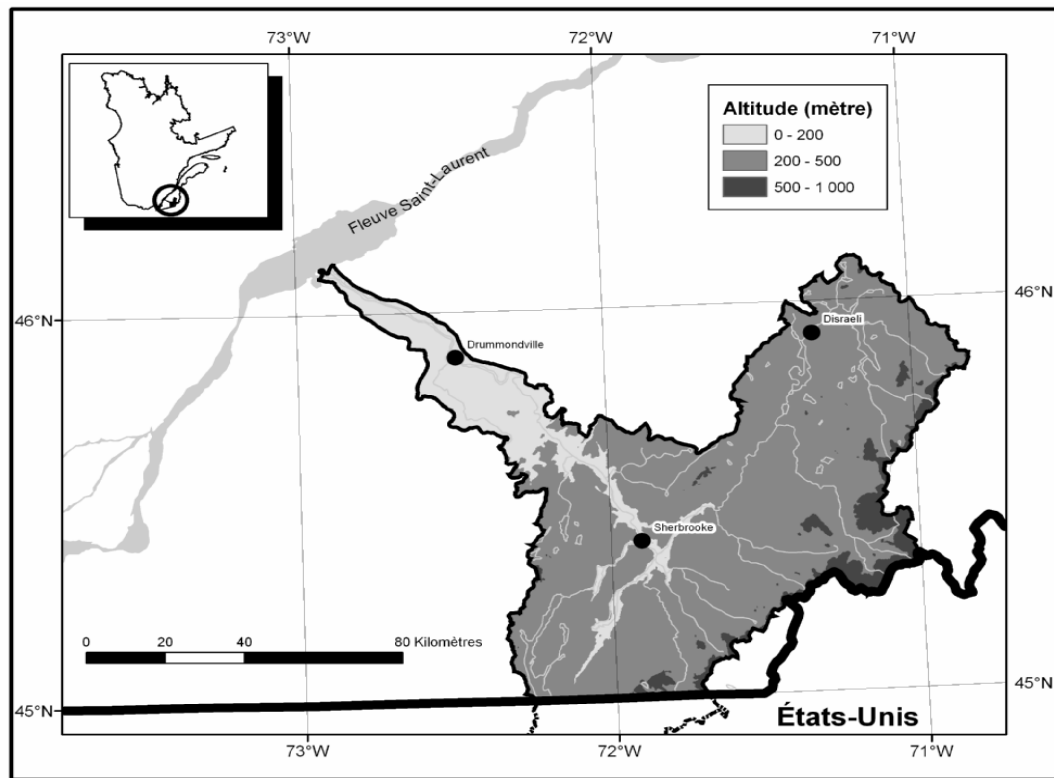 73°W
72°W
71°W
Altitude (mètre)
0 - 200
200 - 500
500 - 1 000
Fleuve Saint-Laurent
46°N
46°N
Disraeli
Drummondville
Sherbrooke
0
20
40
80 Kilomètres
45°N
45°N
États-Unis
73°W
72°W
71°W